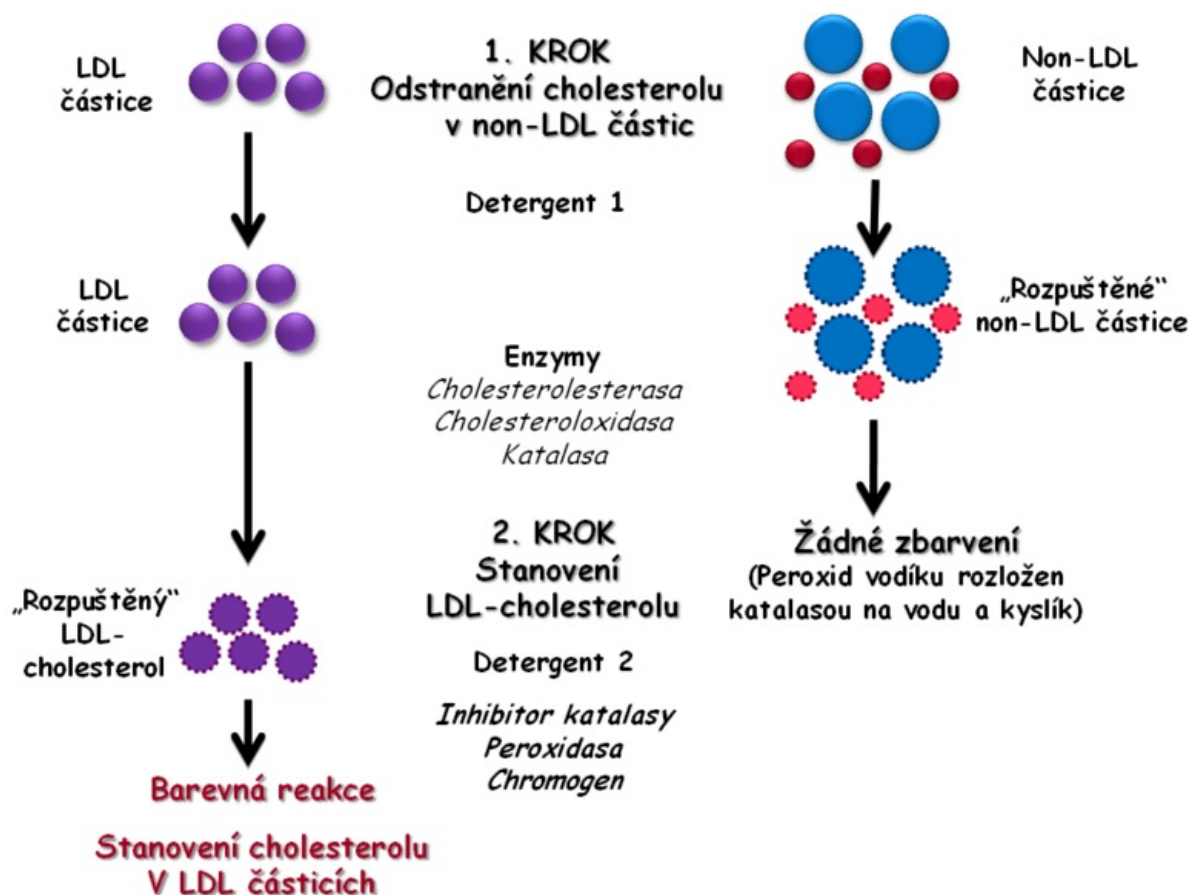 LDL
částice
1. KROK
Odstranění cholesterolu
v non-LDL částic
Non-LDL
částice
Detergent 1
LDL
částice
„Rozpuštěné“
non-LDL částice
Enzymy
Cholesterolesterasa
Cholesteroloxidasa
Katalasa
2. KROK
Stanovení
LDL-cholesterolu
Žádné zbarvení
(Peroxid vodíku rozložen
katalasou na vodu a kyslík)
„Rozpuštěný“
LDL-
cholesterol
Detergent 2
Inhibitor katalasy
Peroxidasa
Chromogen
Barevná reakce
Stanovení cholesterolu
V LDL částicích